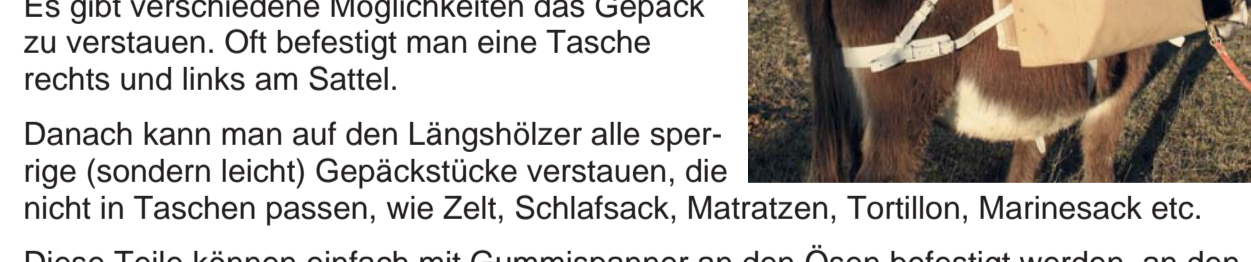 Es gibt verschiedene Möglichkeiten das Gepäck
zu verstauen. Oft befestigt man eine Tasche
rechts und links am Sattel.
Danach kann man auf den Längshölzer alle sper-
rige (sondern leicht) Gepäckstücke verstauen, die
nicht in Taschen passen, wie Zelt, Schlafsack, Matratzen, Tortillon, Marinesack etc.
Diese Teile können einfach mit Gummispanner an den Ösen befestigt werden, an den